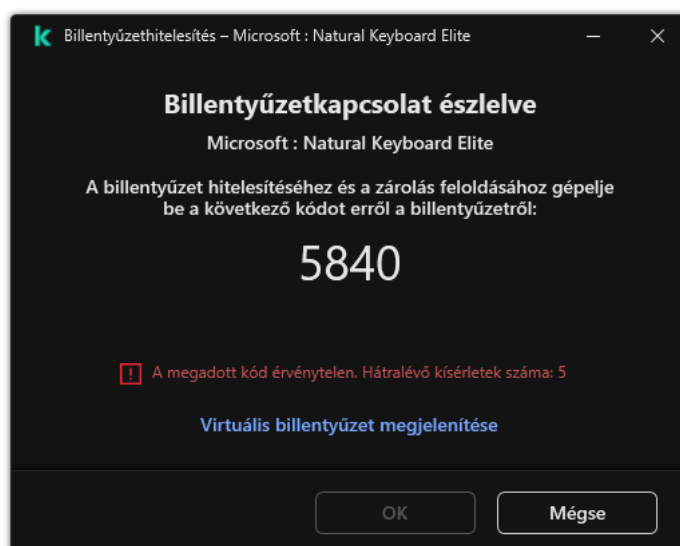 Billentyűzethitelesítés – Microsoft : Natural Keyboard Elite
Billentyűzetkapcsolat észlelve
Microsoft : Natural Keyboard Elite
A billentyűzet hitelesítéséhez és a zárolás feloldásához gépelje
be a következő kódot erről a billentyűzetről:
5840
A megadott kód érvénytelen. Hátralévő kísérletek száma: 5
Virtuális billentyűzet megjelenítése
OK
Mégse